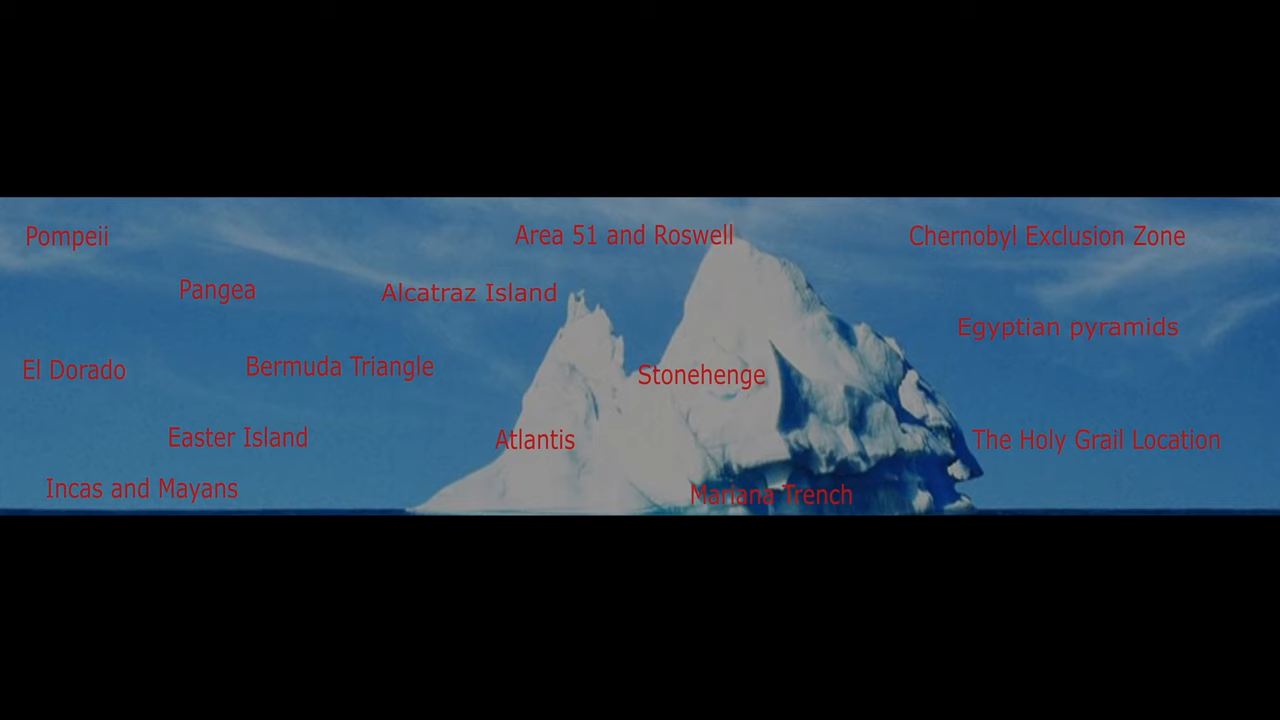 Pompeii
Area 51 and Roswell
Chernobyl Exclusion Zone
Pangea
Alcatraz Island
Egyptian pyramids
El Dorado
Bermuda Triangle
Stonehenge
Easter Island
Atlantis
The Holy Grail Location
Incas and Mayans
Mariana Trench